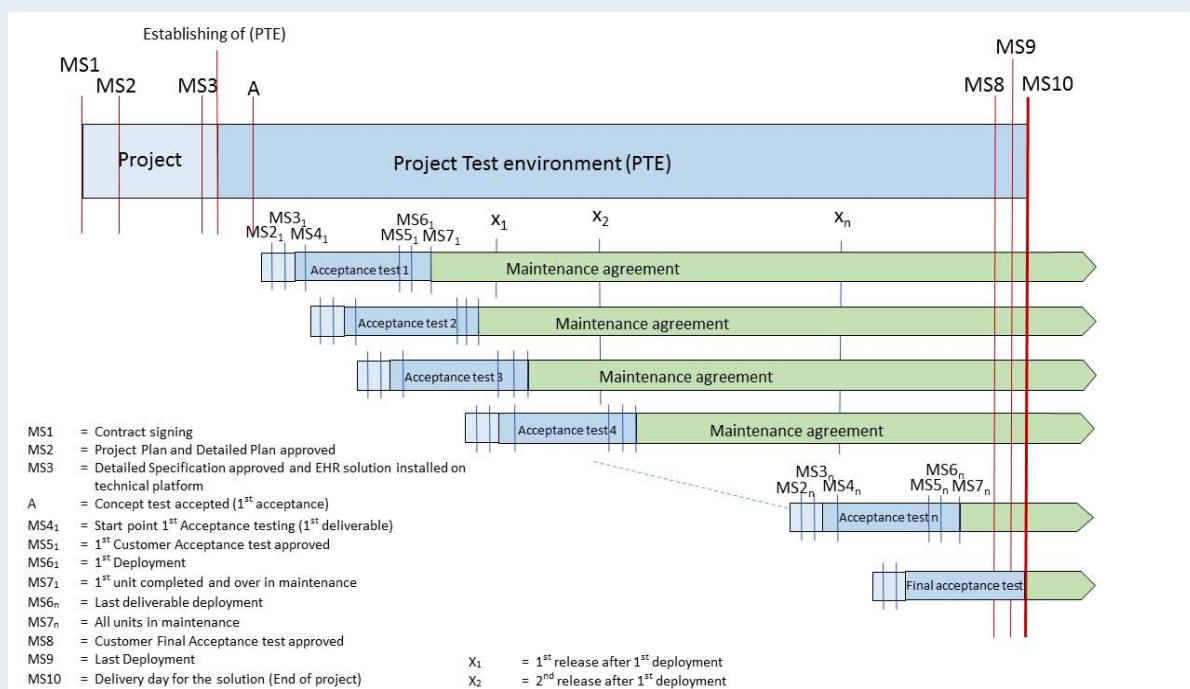 Establishing of (PTE)
MS9
MS1
MS2
MS3
A
MS8
MS10
Project
Project Test environment (PTE)
MS3₁
MS2₁
MS4₁
MS6₁
MS5₁
MS7₁
X₁
X₂
Xₙ
Acceptance test 1
Maintenance agreement
Acceptance test 2
Maintenance agreement
Acceptance test 3
Maintenance agreement
Acceptance test 4
Maintenance agreement
MS3ₙ
MS2ₙ
MS4ₙ
MS6ₙ
MS5ₙ
MS7ₙ
Acceptance test n
Final acceptance test
MS1 = Contract signing
MS2 = Project Plan and Detailed Plan approved
MS3 = Detailed Specification approved and EHR solution installed on
technical platform
A = Concept test accepted (1st acceptance)
MS4₁ = Start point 1st Acceptance testing (1st deliverable)
MS5₁ = 1st Customer Acceptance test approved
MS6₁ = 1st Deployment
MS7₁ = 1st unit completed and over in maintenance
MS6ₙ = Last deliverable deployment
MS7ₙ = All units in maintenance
MS8 = Customer Final Acceptance test approved
MS9 = Last Deployment
MS10 = Delivery day for the solution (End of project)
X₁ = 1st release after 1st deployment
X₂ = 2nd release after 1st deployment